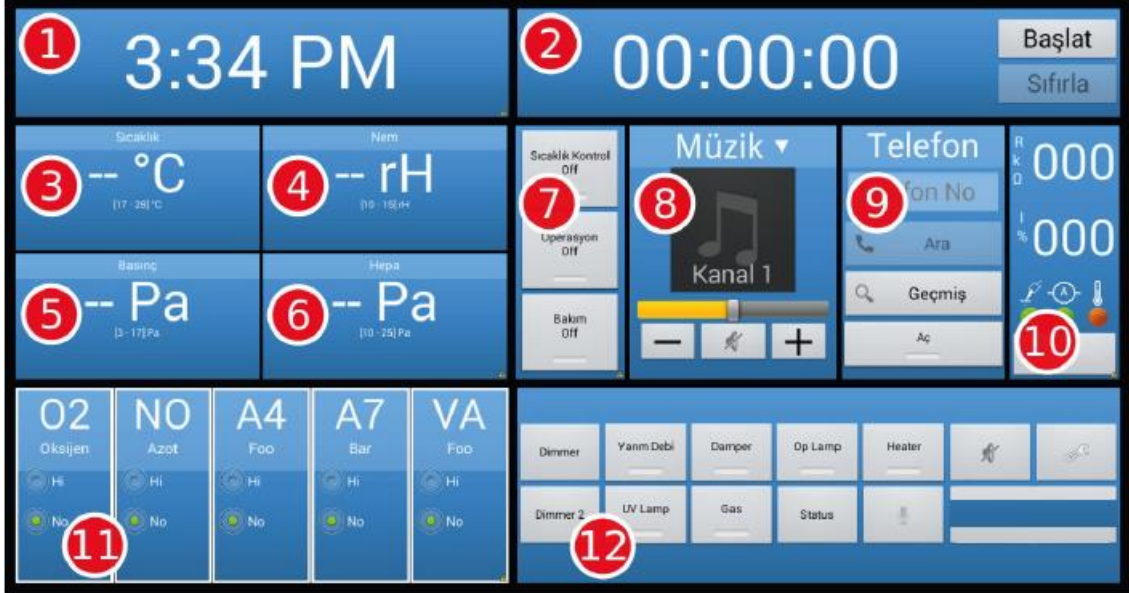 1
3:34 PM
2
00:00:00
Başlat
Sıfırla
Sıcaklık
3
-- °C
[17 - 28] °C
Nem
4
-- rH
[10 - 15] rH
Basınç
5
-- Pa
[3 - 17] Pa
Hepa
6
-- Pa
[10 - 25] Pa
Sıcaklık Kontrol
Off
7
Operasyon
Off
Bakım
Off
Müzik ▼
8
Kanal 1
− +
Telefon
9
fon No
Ara
Geçmiş
Aç
R
kΩ
000
I
%
000
A
10
O2
Oksijen
Hi
No
NO
Azot
Hi
No
A4
Foo
Hi
No
A7
Bar
Hi
No
VA
Foo
Hi
No
11
Dimmer
Yarım Debi
Damper
Op Lamp
Heater
Dimmer 2
UV Lamp
Gas
Status
12